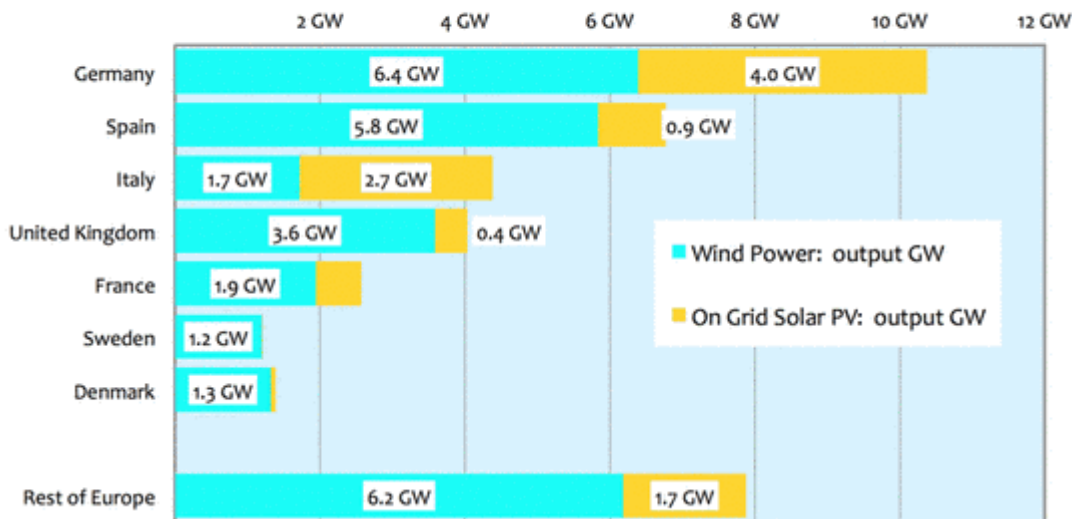 2 GW 4 GW 6 GW 8 GW 10 GW 12 GW
Germany 6.4 GW 4.0 GW
Spain 5.8 GW 0.9 GW
Italy 1.7 GW 2.7 GW
United Kingdom 3.6 GW 0.4 GW
Wind Power: output GW
France 1.9 GW
On Grid Solar PV: output GW
Sweden 1.2 GW
Denmark 1.3 GW
Rest of Europe 6.2 GW 1.7 GW